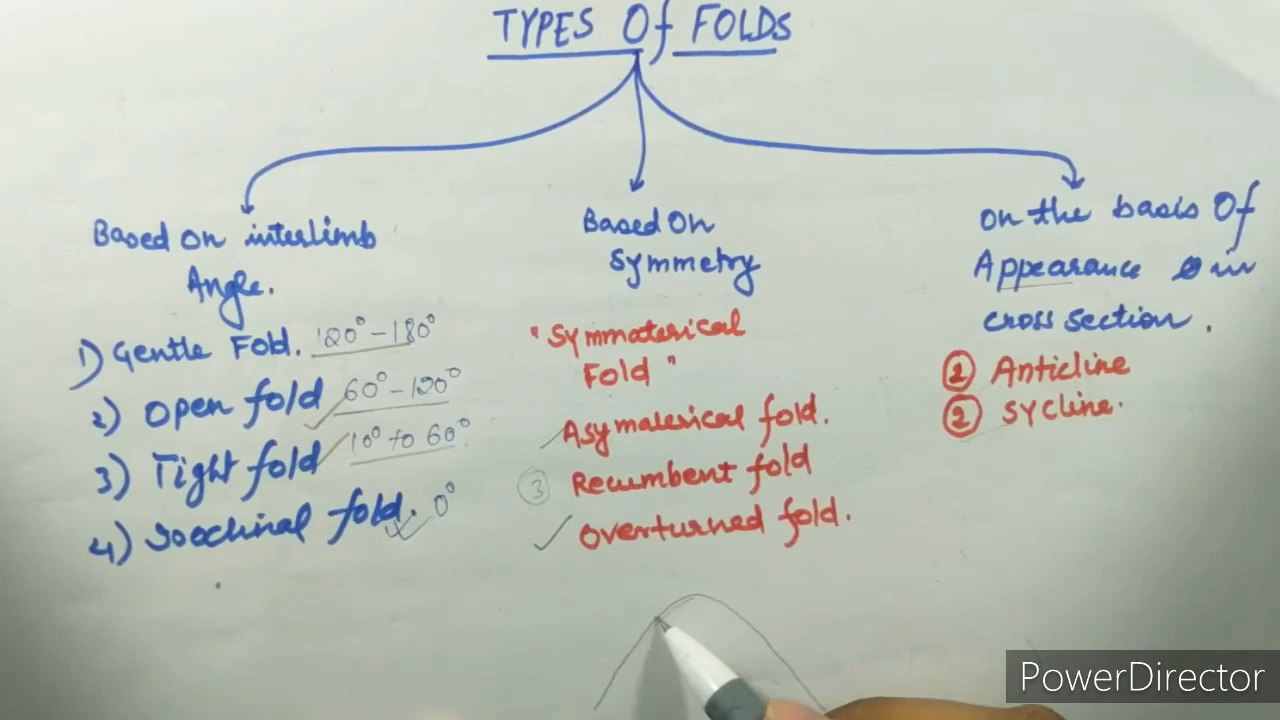 TYPES Of FOLDS
Based on interlimb
Angle.
1) Gentle Fold. 120° - 180°
2) Open fold 60° - 120°
3) Tight fold 10° to 60°
4) Isoclinal fold. 0°
Based On
Symmetry
"Symmaterical
Fold"
Asymaterical fold.
3 Recumbent fold
Overturned fold.
On the basis Of
Appearance in
cross section.
2 Anticline
2 Sycline.
PowerDirector